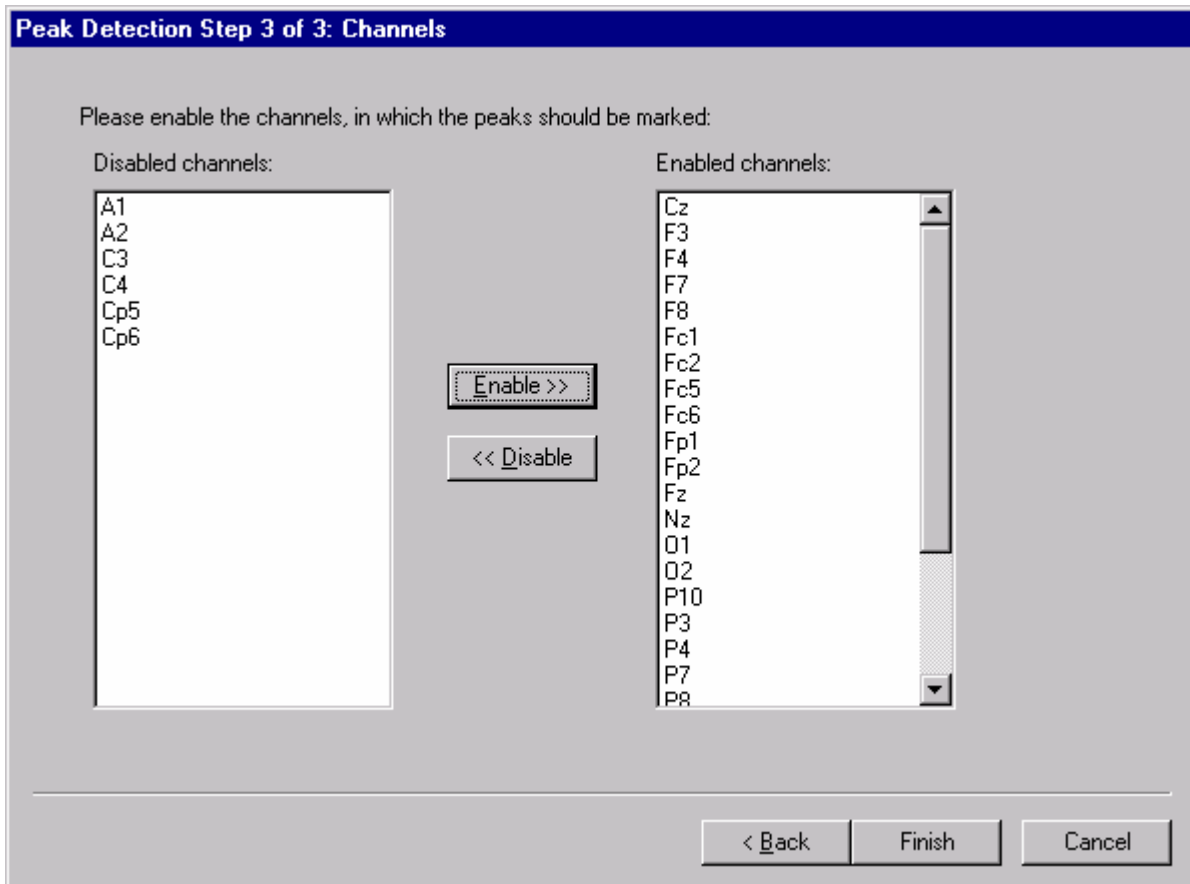 Peak Detection Step 3 of 3: Channels
Please enable the channels, in which the peaks should be marked:
Disabled channels:
A1
A2
C3
C4
Cp5
Cp6
Enable >>
<< Disable
Enabled channels:
Cz
F3
F4
F7
F8
Fc1
Fc2
Fc5
Fc6
Fp1
Fp2
Fz
Nz
O1
O2
P10
P3
P4
P7
P8
< Back
Finish
Cancel